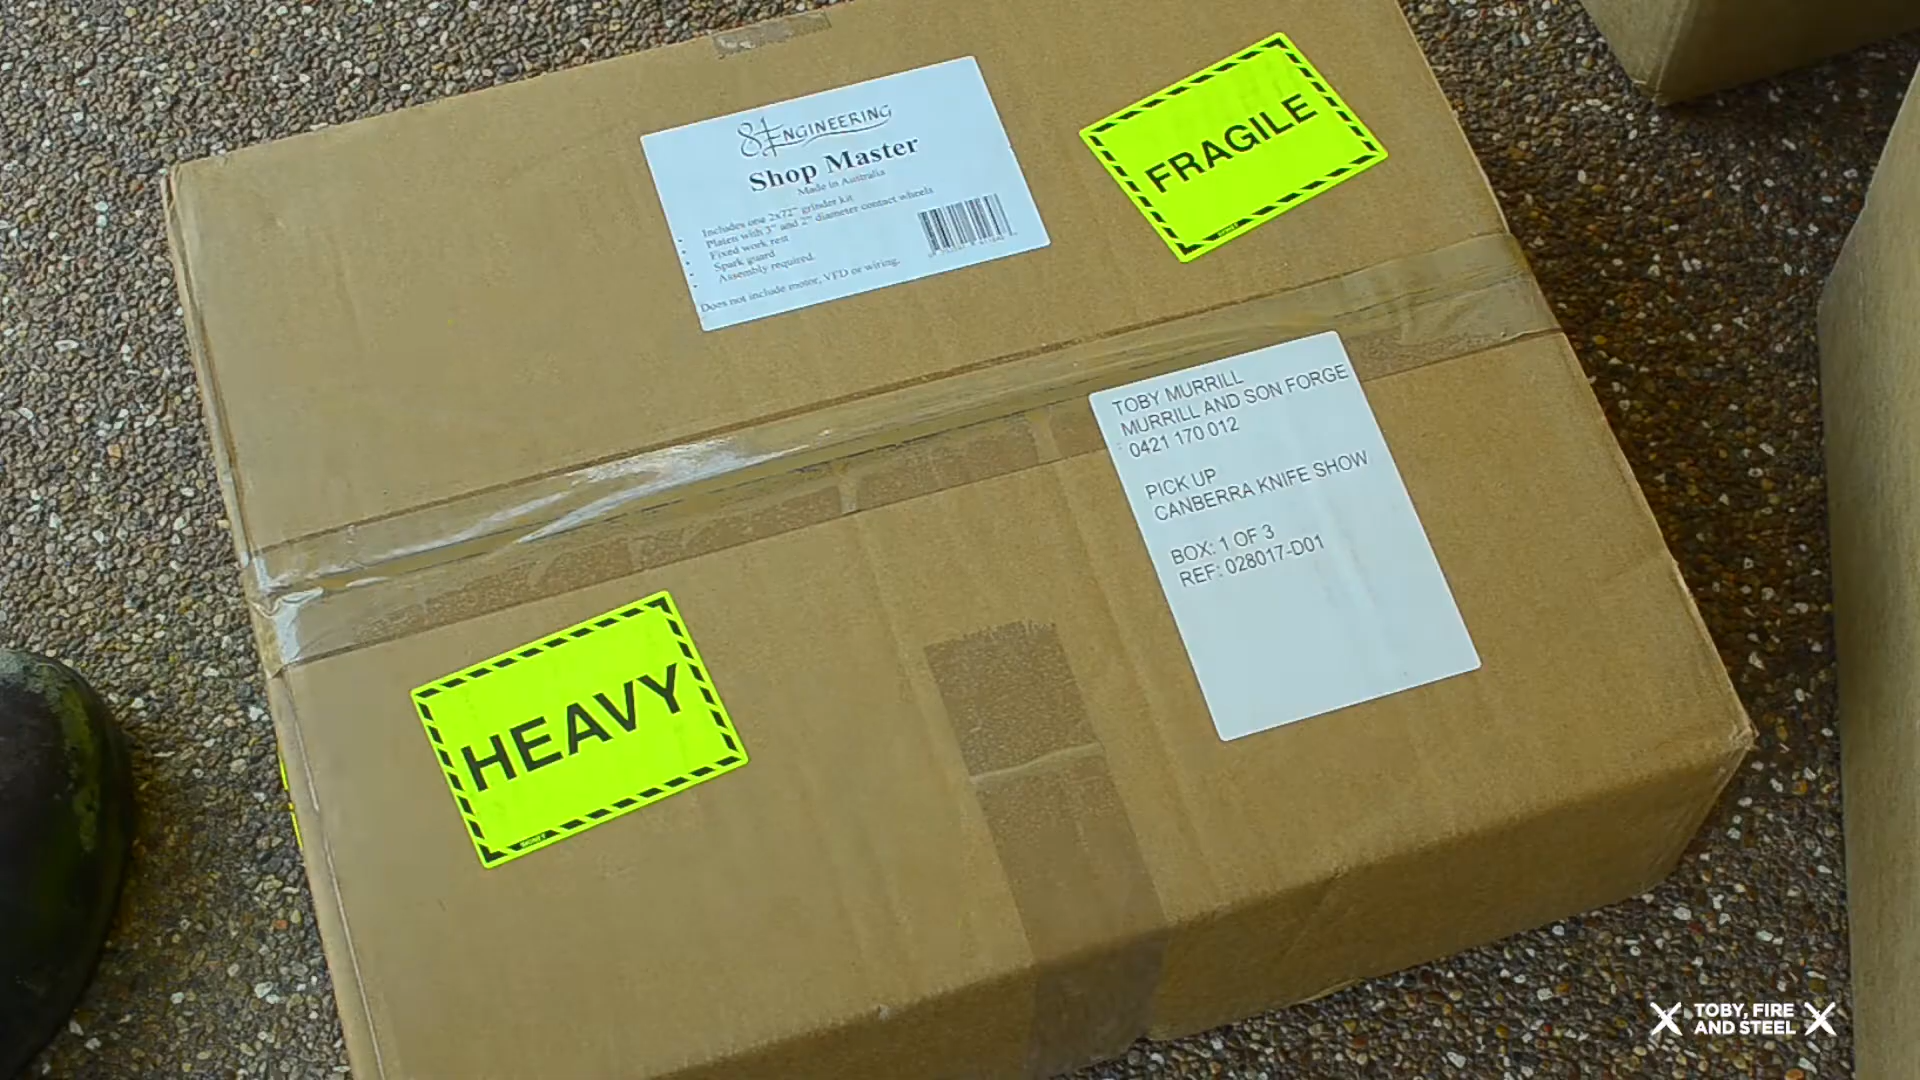 84 ENGINEERING
Shop Master
Made in Australia
Includes one 2x72" grinder kit
Platen with 3" and 2" diameter contact wheels
Fixed work rest
Spark guard
Assembly required.
Does not include motor, VFD or wiring.
FRAGILE
TOBY MURRILL
MURRILL AND SON FORGE
0421 170 012
PICK UP
CANBERRA KNIFE SHOW
BOX: 1 OF 3
REF: 028017-D01
HEAVY
TOBY, FIRE
AND STEEL